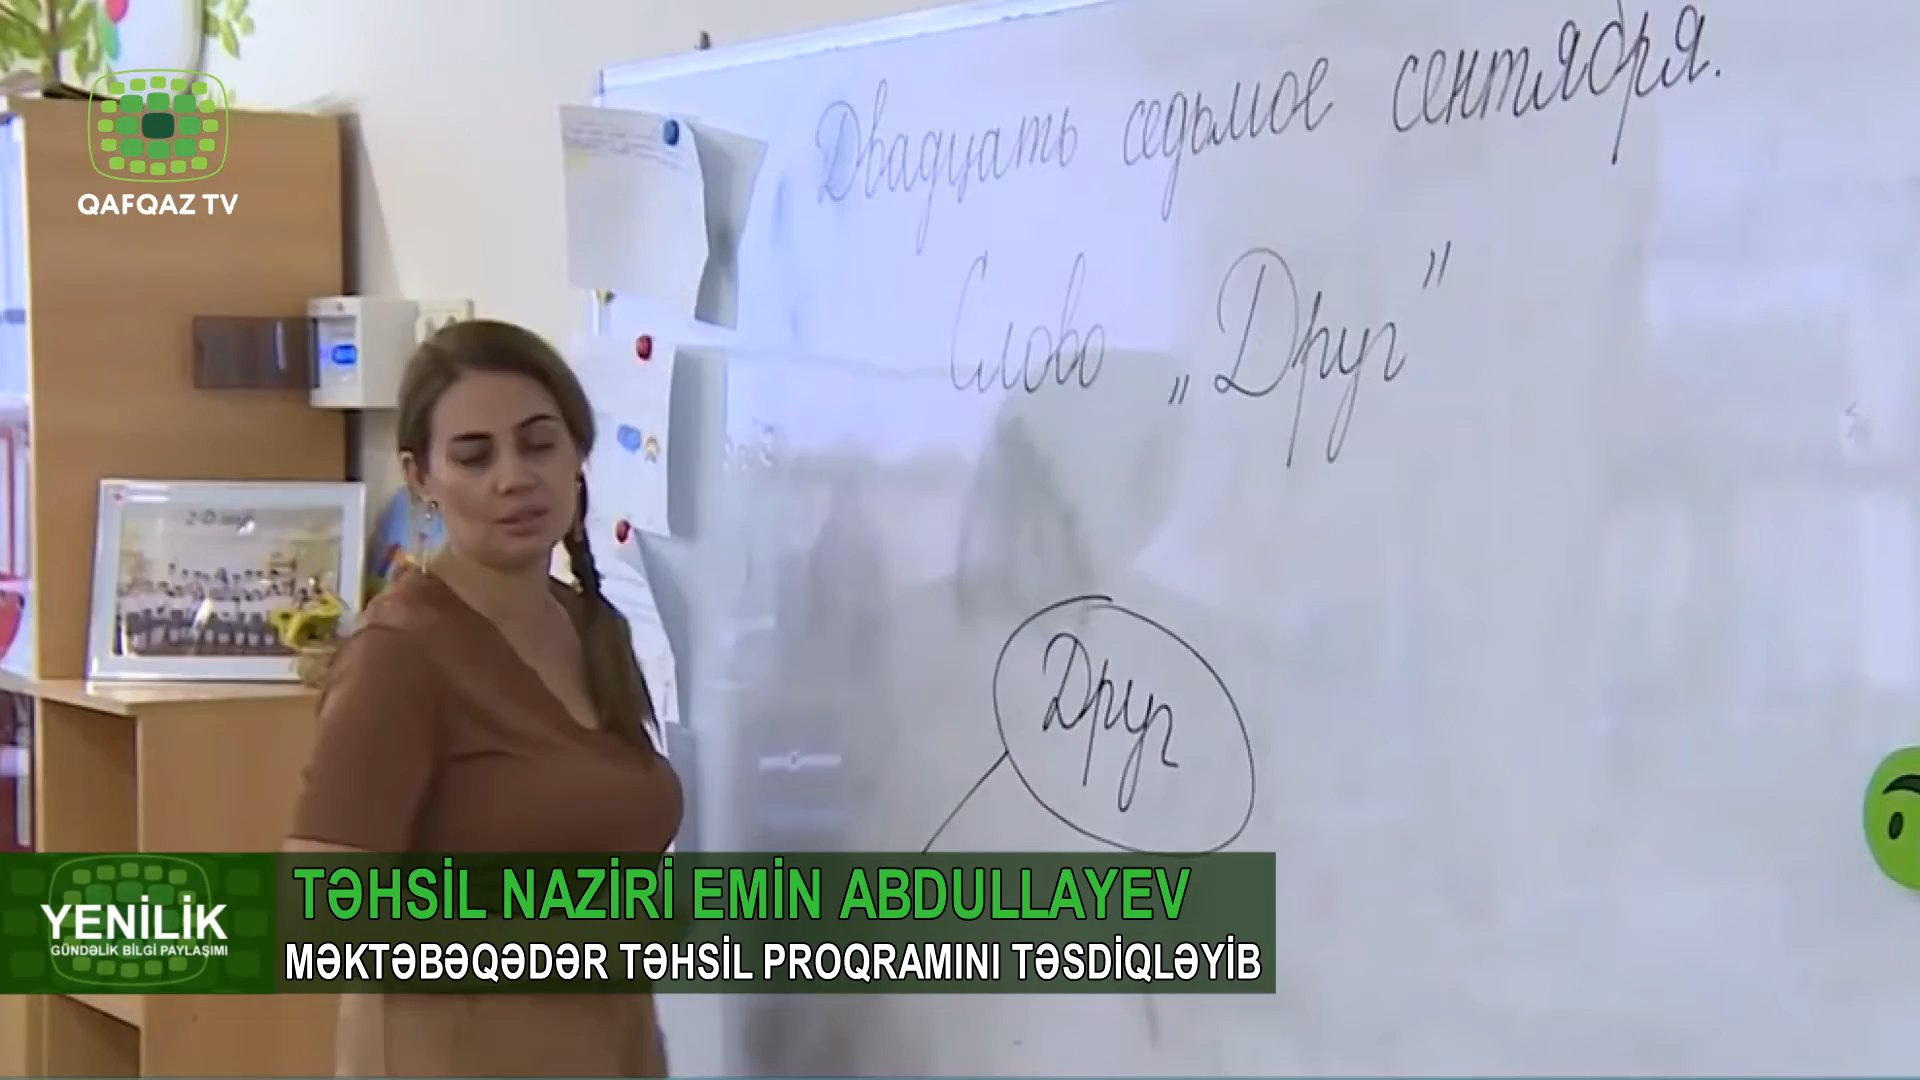 QAFQAZ TV
Двадцать седьмое сентября.
Слово „Друг"
Друг
YENİLİK
GÜNDƏLİK BİLGİ PAYLAŞIMI
TƏHSİL NAZİRİ EMİN ABDULLAYEV
MƏKTƏBƏQƏDƏR TƏHSİL PROQRAMINI TƏSDİQLƏYİB